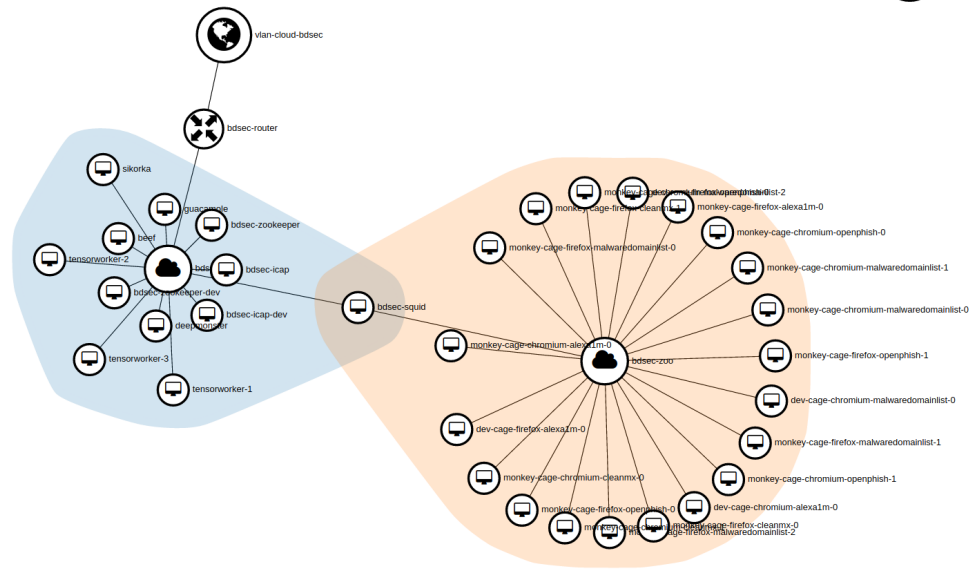 vlan-cloud-bdsec
bdsec-router
sikorka
guacamole
bdsec-zookeeper
beef
tensorworker-2
bdsec-icap
bdsec-zookeeper-dev
bdsec-icap-dev
deepmonster
tensorworker-3
tensorworker-1
bdsec-squid
monkey-cage-firefox-alexa1m-0
monkey-cage-chromium-openphish-0
monkey-cage-firefox-malwaredomainlist-0
monkey-cage-chromium-malwaredomainlist-1
monkey-cage-chromium-malwaredomainlist-0
monkey-cage-chromium-alexa1m-0
monkey-cage-firefox-openphish-1
bdsec-zoo
dev-cage-chromium-malwaredomainlist-0
dev-cage-firefox-alexa1m-0
monkey-cage-firefox-malwaredomainlist-1
monkey-cage-chromium-cleanmx-0
monkey-cage-chromium-openphish-1
monkey-cage-firefox-openphish-0
dev-cage-chromium-alexa1m-0
monkey-cage-firefox-cleanmx-0